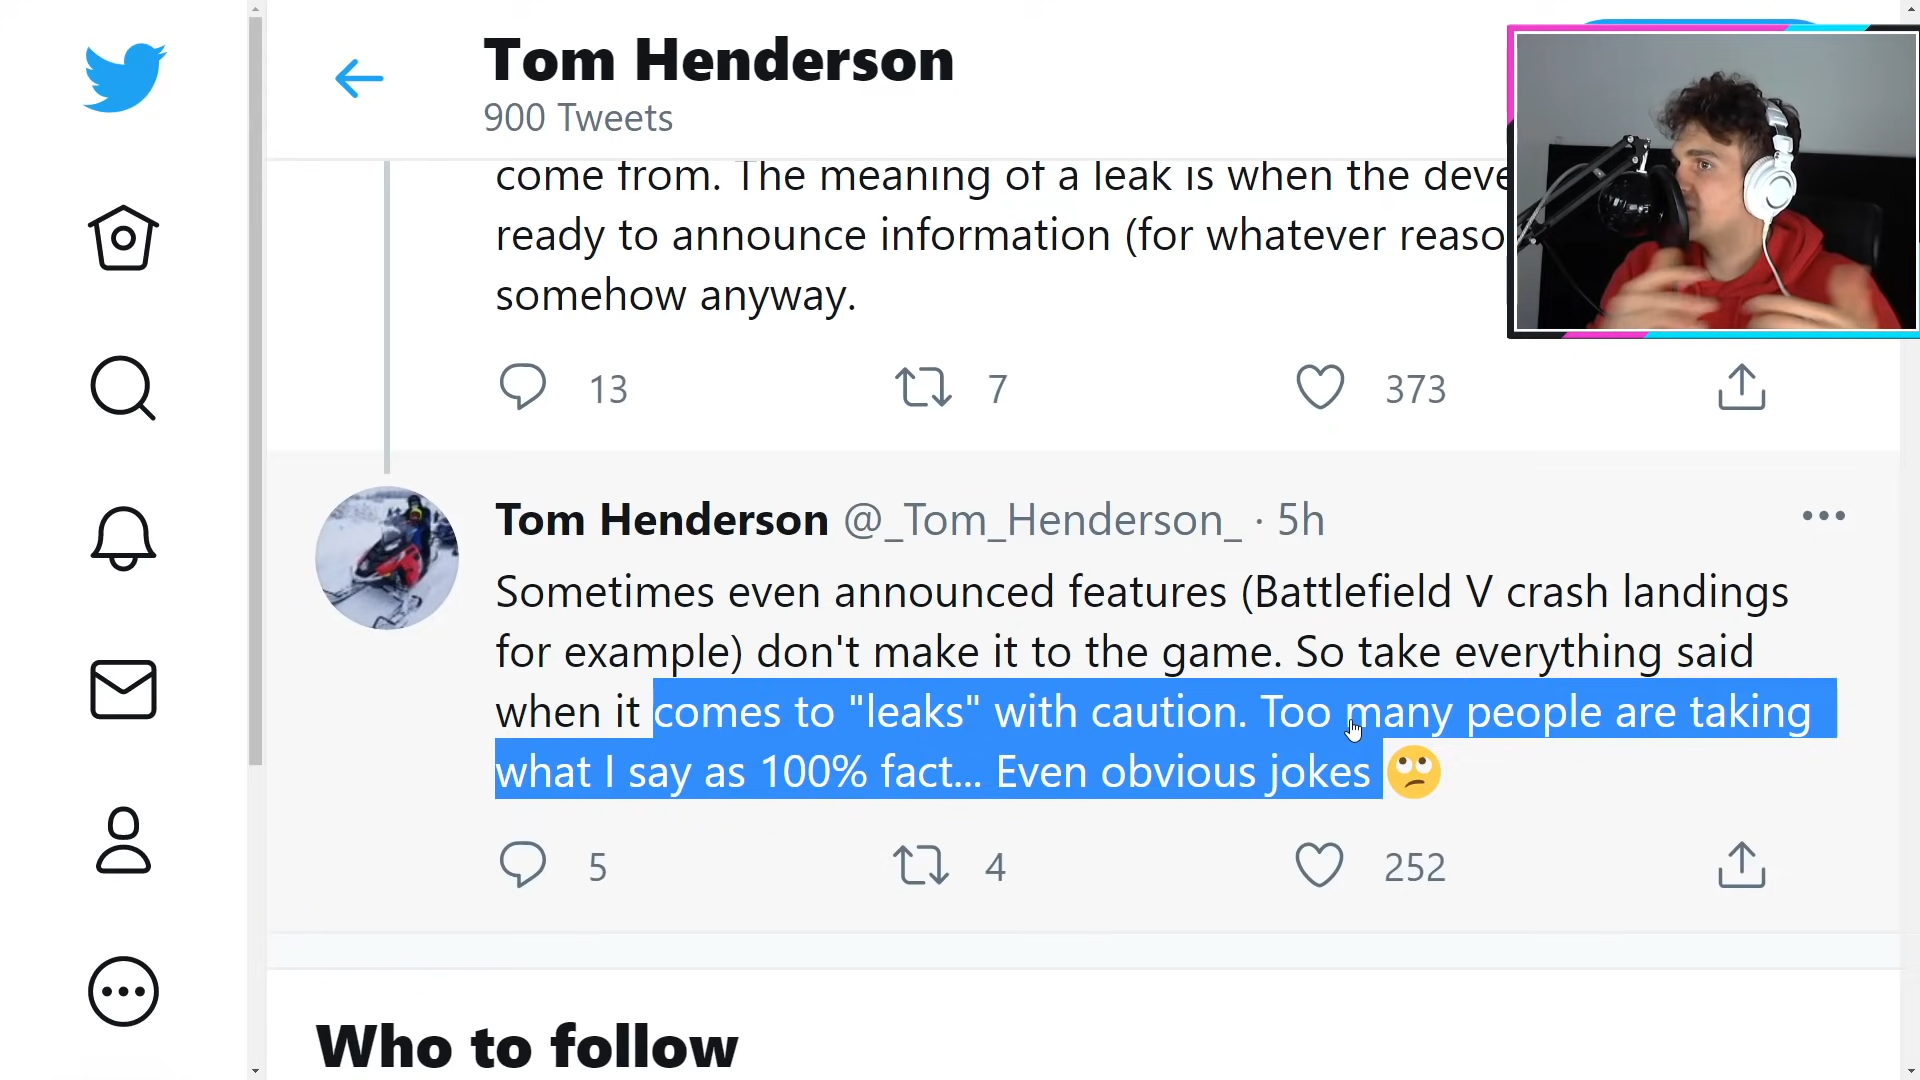 Tom Henderson
900 Tweets
come from. The meaning of a leak is when the deve
ready to announce information (for whatever reaso
somehow anyway.
13 7 373
Tom Henderson @_Tom_Henderson_ · 5h
Sometimes even announced features (Battlefield V crash landings
for example) don't make it to the game. So take everything said
when it comes to "leaks" with caution. Too many people are taking
what I say as 100% fact... Even obvious jokes 🙄
5 4 252
Who to follow